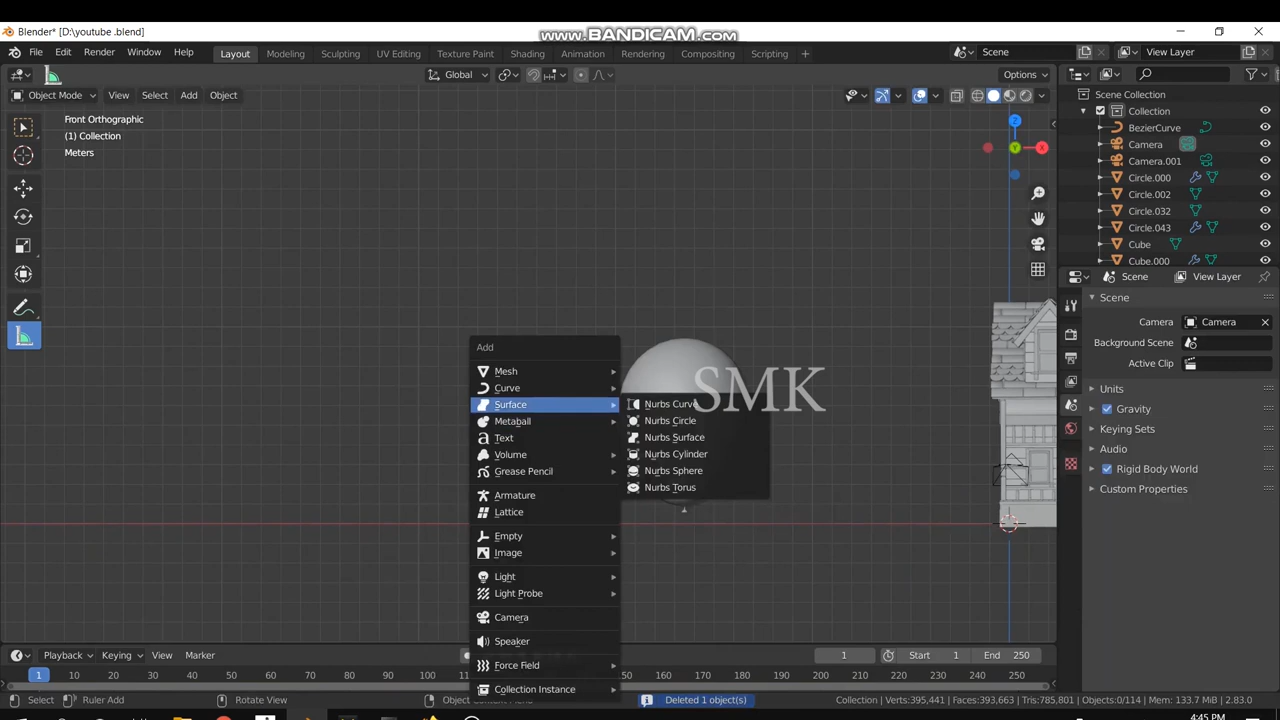 Blender* [D:\youtube .blend]
www.BANDICAM.com
File Edit Render Window Help Layout Modeling Sculpting UV Editing Texture Paint Shading Animation Rendering Compositing Scripting + Scene View Layer
Global Options
Object Mode View Select Add Object
Front Orthographic
(1) Collection
Meters
Z
Y
X
Scene Collection
Collection
BezierCurve
Camera
Camera.001
Circle.000
Circle.002
Circle.032
Circle.043
Cube
Cube.000
Scene View Layer
Scene
Camera Camera
Background Scene
Active Clip
Units
Gravity
Keying Sets
Audio
Rigid Body World
Custom Properties
Add
Mesh
Curve
Surface
Metaball
Text
Volume
Grease Pencil
Armature
Lattice
Empty
Image
Light
Light Probe
Camera
Speaker
Force Field
Collection Instance
Nurbs Curve
Nurbs Circle
Nurbs Surface
Nurbs Cylinder
Nurbs Sphere
Nurbs Torus
SMK
Playback Keying View Marker 1 Start 1 End 250
1 10 20 30 40 50 60 70 80 90 100 110 120 130 140 150 160 170 180 190 200 210 220 230 240 250
Select Ruler Add Rotate View Object Deleted 1 object(s) Collection | Verts:395,441 | Faces:393,663 | Tris:785,801 | Objects:0/114 | Mem: 133.7 MiB | 2.83.0
4:45 PM